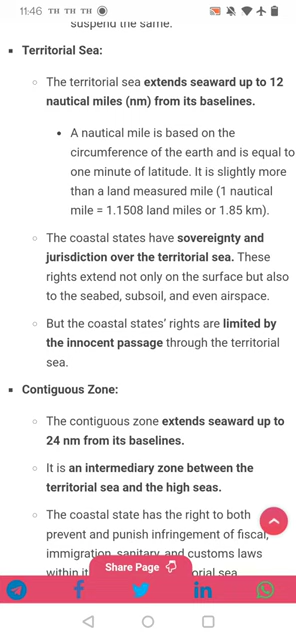 11:46 TH TH TH
suspend the same.
Territorial Sea:
The territorial sea extends seaward up to 12
nautical miles (nm) from its baselines.
A nautical mile is based on the
circumference of the earth and is equal to
one minute of latitude. It is slightly more
than a land measured mile (1 nautical
mile = 1.1508 land miles or 1.85 km).
The coastal states have sovereignty and
jurisdiction over the territorial sea. These
rights extend not only on the surface but also
to the seabed, subsoil, and even airspace.
But the coastal states’ rights are limited by
the innocent passage through the territorial
sea.
Contiguous Zone:
The contiguous zone extends seaward up to
24 nm from its baselines.
It is an intermediary zone between the
territorial sea and the high seas.
The coastal state has the right to both
prevent and punish infringement of fiscal,
immigration, sanitary, and customs laws
within it orial sea
Share Page